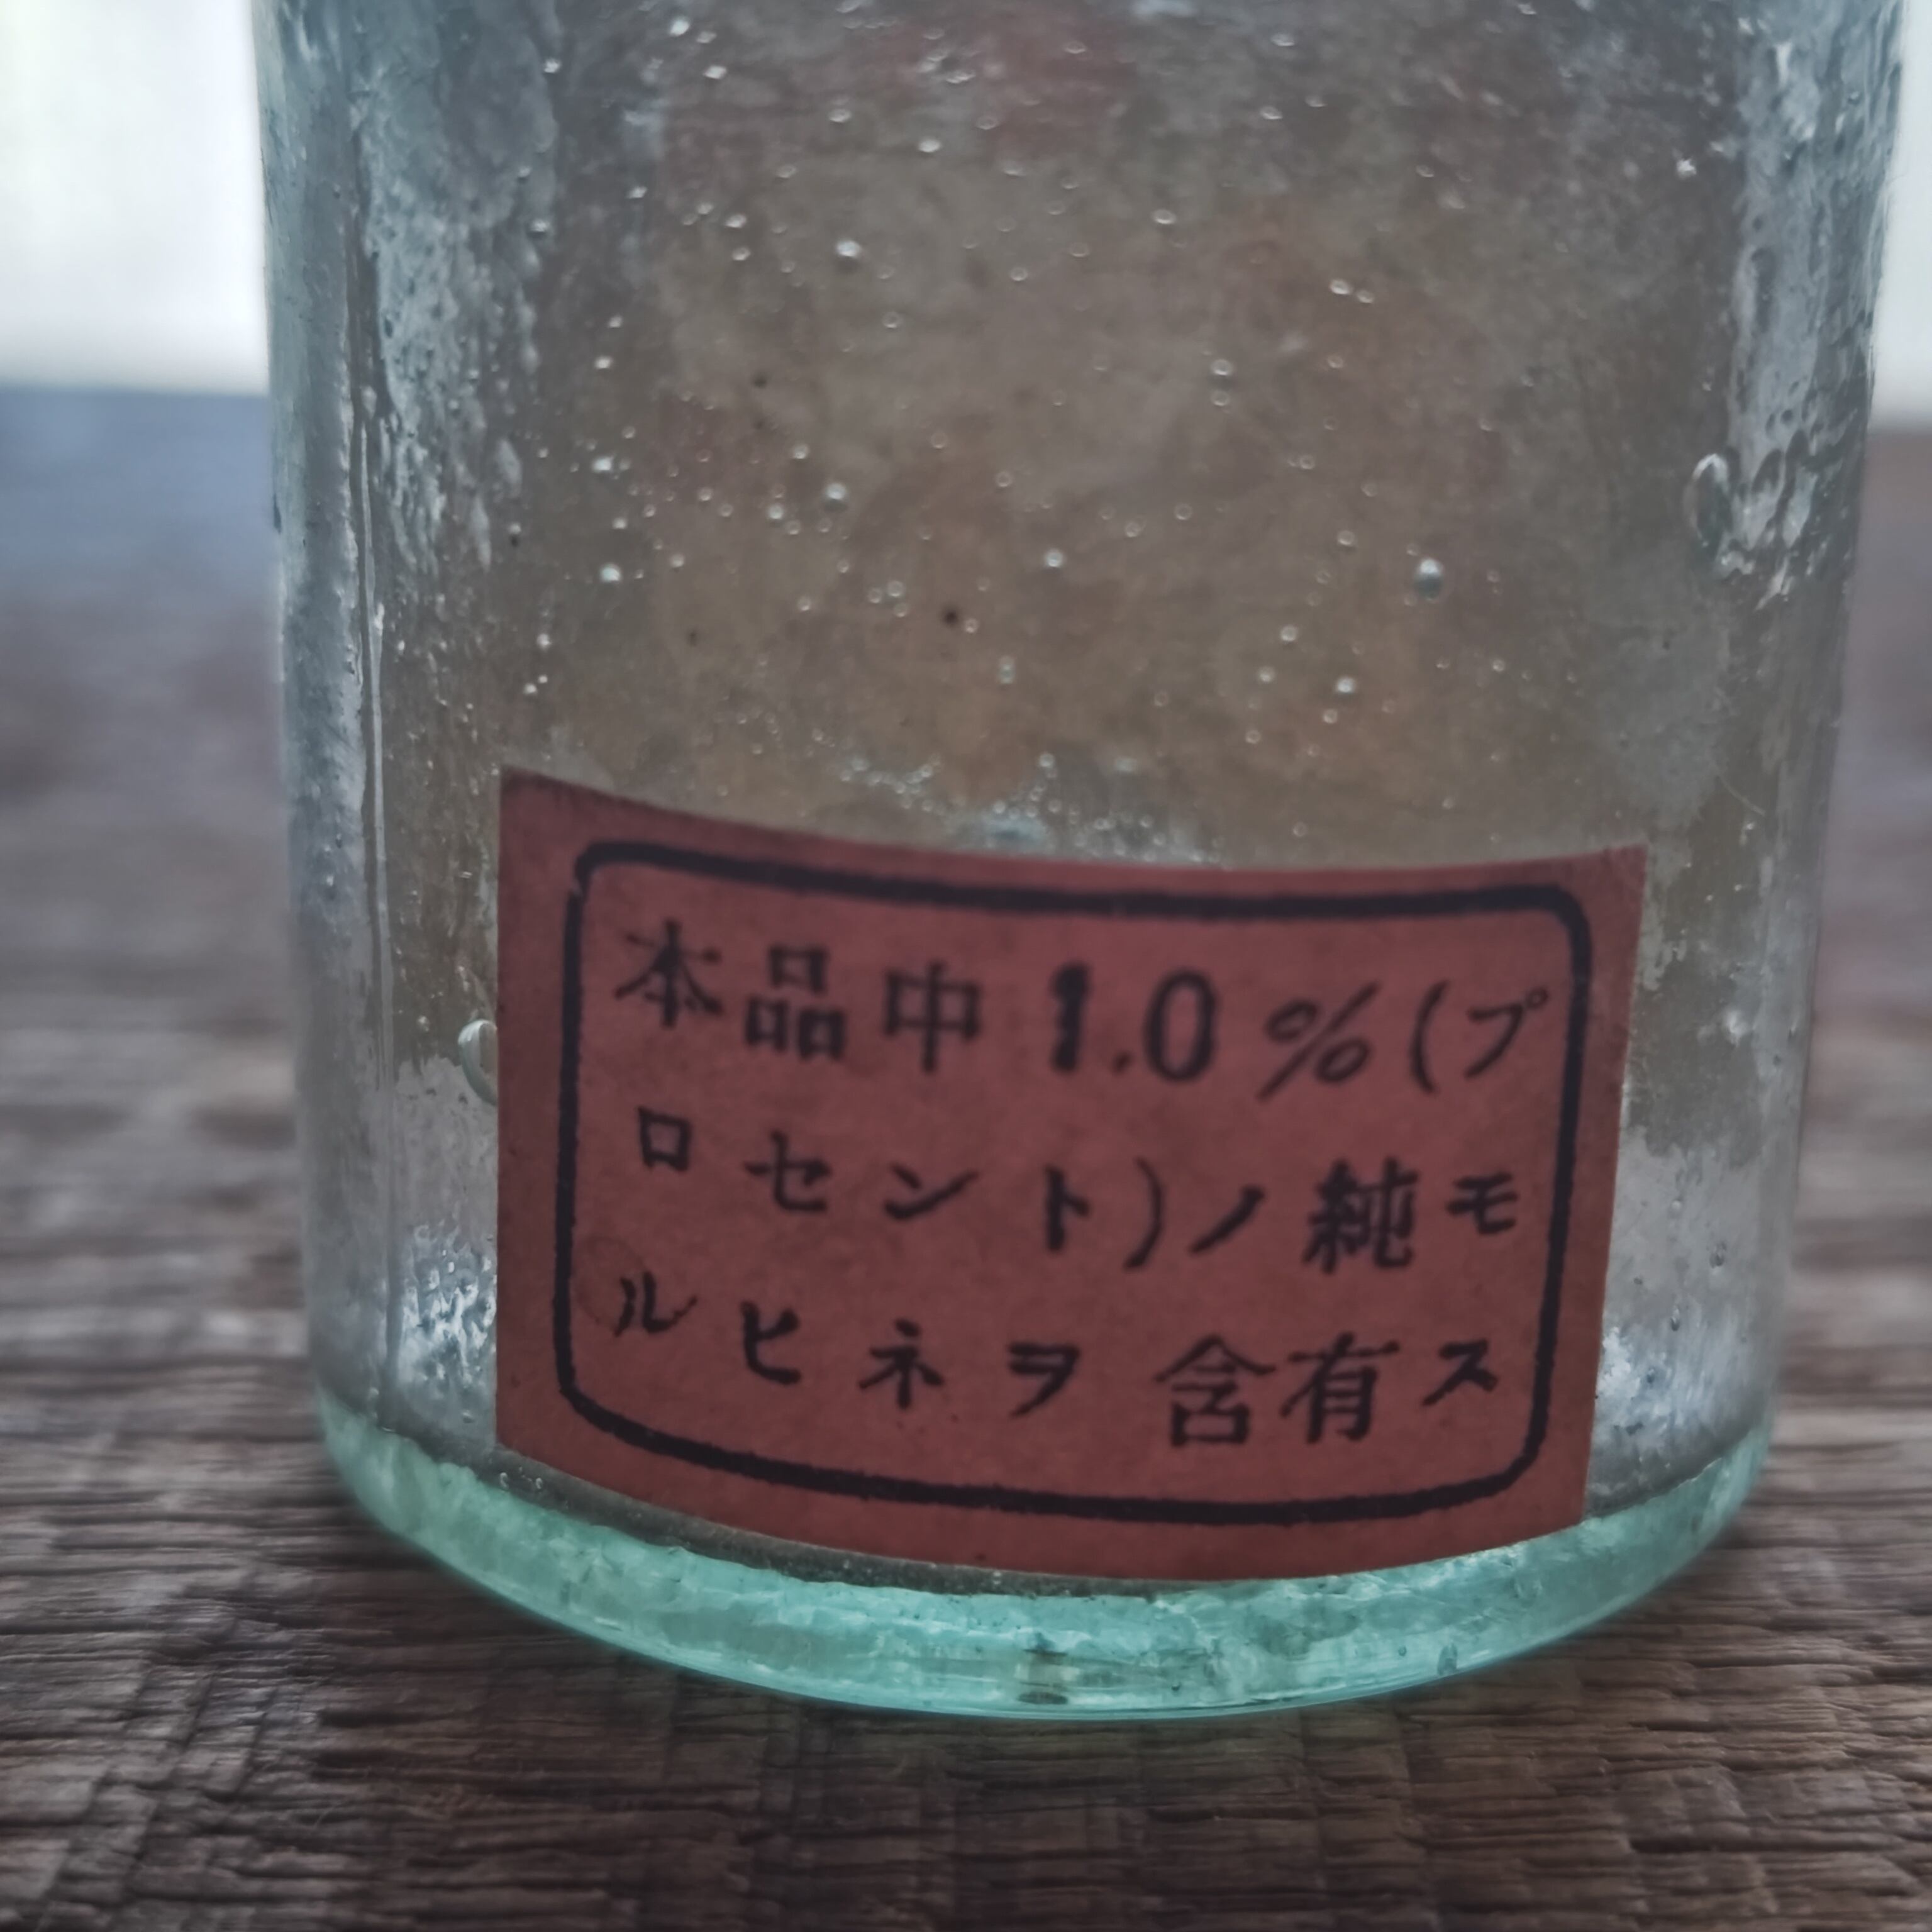 本品中1.0%(プ
ロセント)ノ純モ
ルヒネヲ含有ス